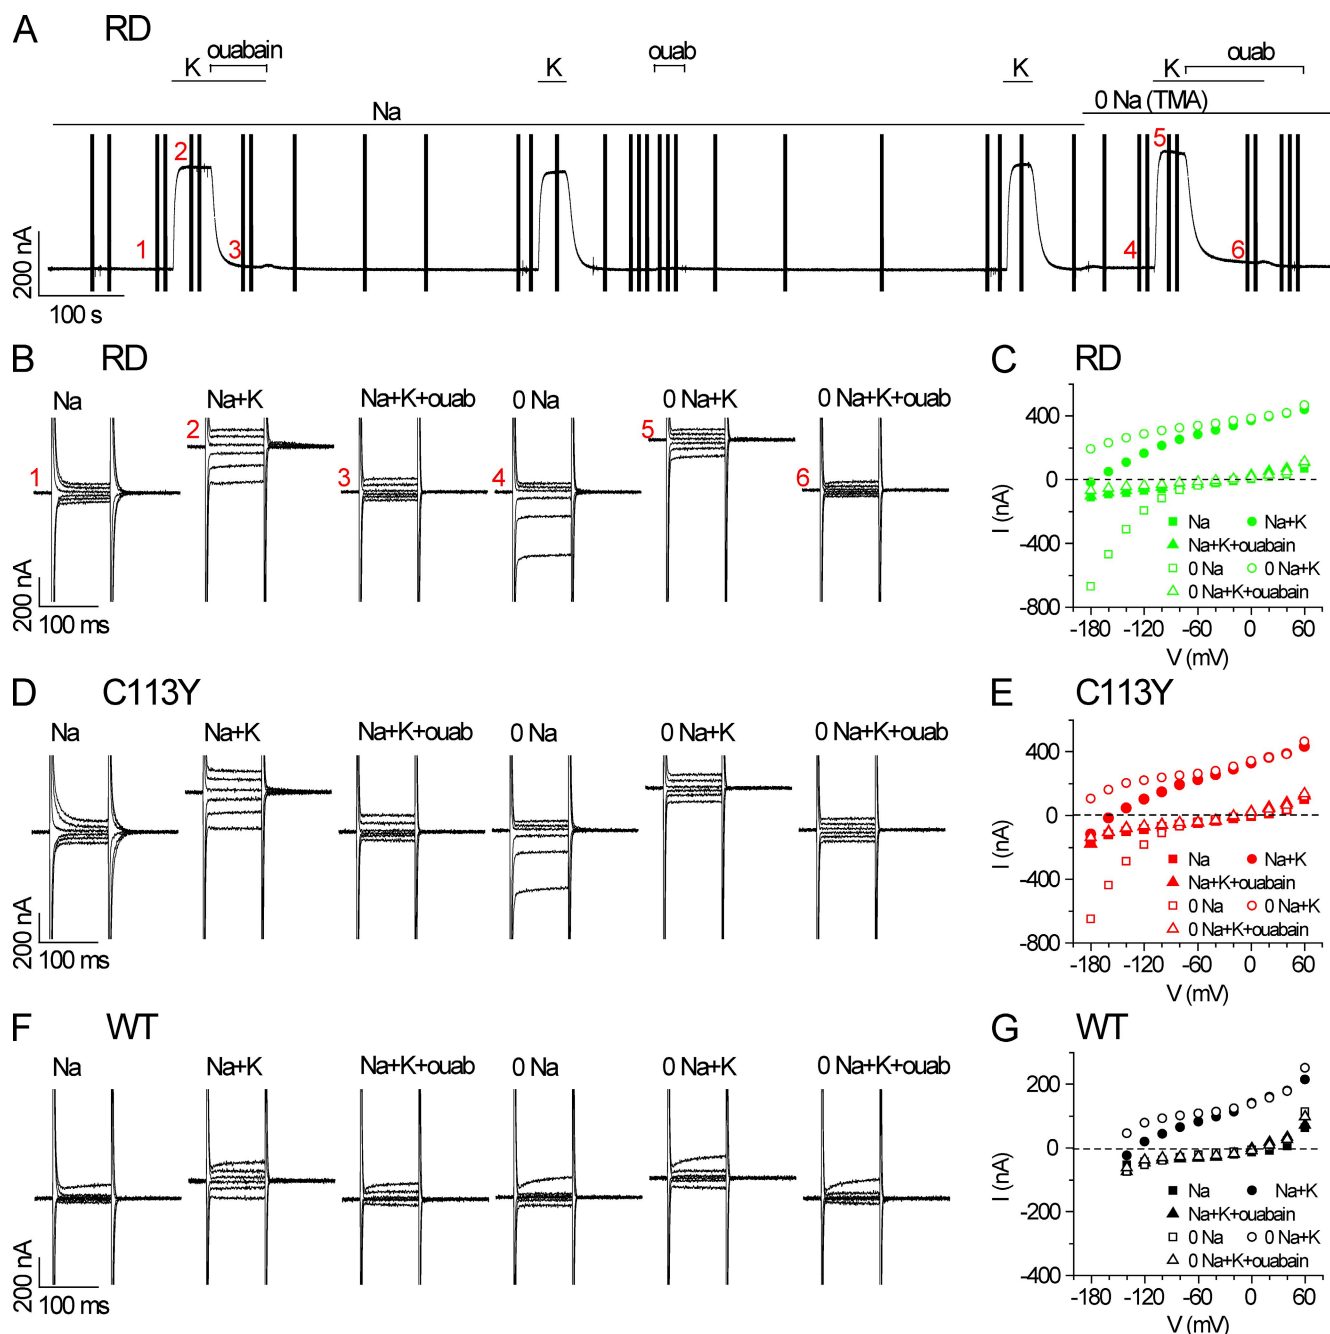 A RD
ouabain
ouab
ouab
K
K
K
K
0 Na (TMA)
Na
2
5
1
3
4
6
200 nA
100 s
B RD
Na
Na+K
Na+K+ouab
0 Na
0 Na+K
0 Na+K+ouab
1
2
3
4
5
6
200 nA
100 ms
C RD
400
0
-400
-800
I (nA)
Na
Na+K
Na+K+ouabain
0 Na
0 Na+K
0 Na+K+ouabain
-180
-120
-60
0
60
V (mV)
D C113Y
Na
Na+K
Na+K+ouab
0 Na
0 Na+K
0 Na+K+ouab
200 nA
100 ms
E C113Y
400
0
-400
-800
I (nA)
Na
Na+K
Na+K+ouabain
0 Na
0 Na+K
0 Na+K+ouabain
-180
-120
-60
0
60
V (mV)
F WT
Na
Na+K
Na+K+ouab
0 Na
0 Na+K
0 Na+K+ouab
200 nA
100 ms
G WT
200
0
-200
-400
I (nA)
Na
Na+K
Na+K+ouabain
0 Na
0 Na+K
0 Na+K+ouabain
-180
-120
-60
0
60
V (mV)